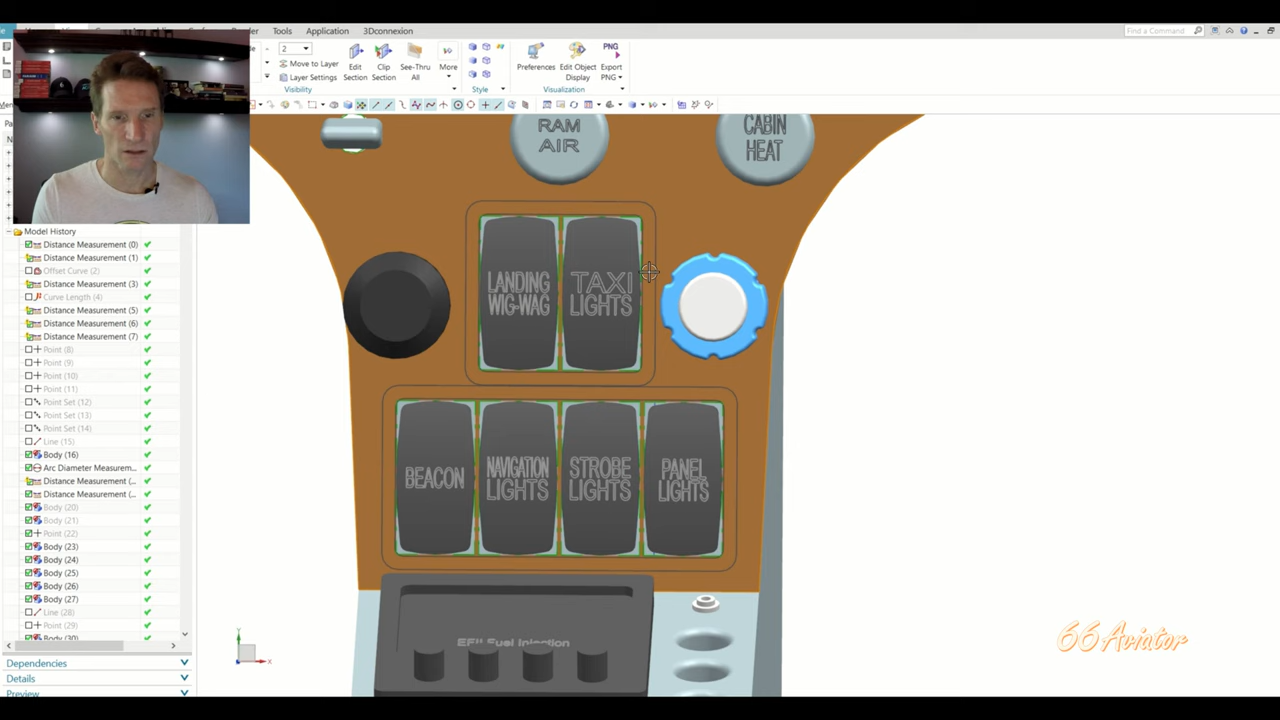 Tools
Application
3Dconnexion
Find a Command
2
Move to Layer
Layer Settings
Edit Section
Clip Section
See-Thru All
More
Preferences
Edit Object Display
PNG
Export PNG
Visibility
Style
Visualization
Model History
Distance Measurement (0)
Distance Measurement (1)
Offset Curve (2)
Distance Measurement (3)
Curve Length (4)
Distance Measurement (5)
Distance Measurement (6)
Distance Measurement (7)
Point (8)
Point (9)
Point (10)
Point (11)
Point Set (12)
Point Set (13)
Point Set (14)
Line (15)
Body (16)
Arc Diameter Measurem...
Distance Measurement (...
Distance Measurement (...
Body (20)
Body (21)
Point (22)
Body (23)
Body (24)
Body (25)
Body (26)
Body (27)
Line (28)
Point (29)
Body (30)
Dependencies
Details
Preview
RAM
AIR
CABIN
HEAT
LANDING
WIG-WAG
TAXI
LIGHTS
BEACON
NAVIGATION
LIGHTS
STROBE
LIGHTS
PANEL
LIGHTS
EFII Fuel Injection
Y
X
66 Aviator